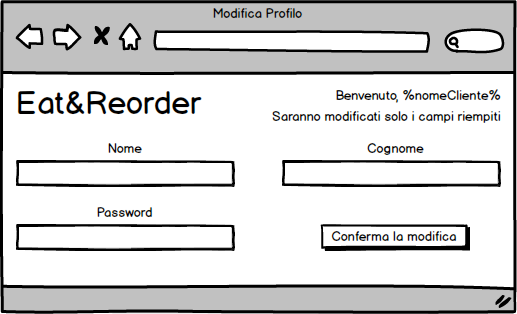 Modifica Profilo
Eat&Reorder
Benvenuto, %nomeCliente%
Saranno modificati solo i campi riempiti
Nome
Cognome
Password
Conferma la modifica